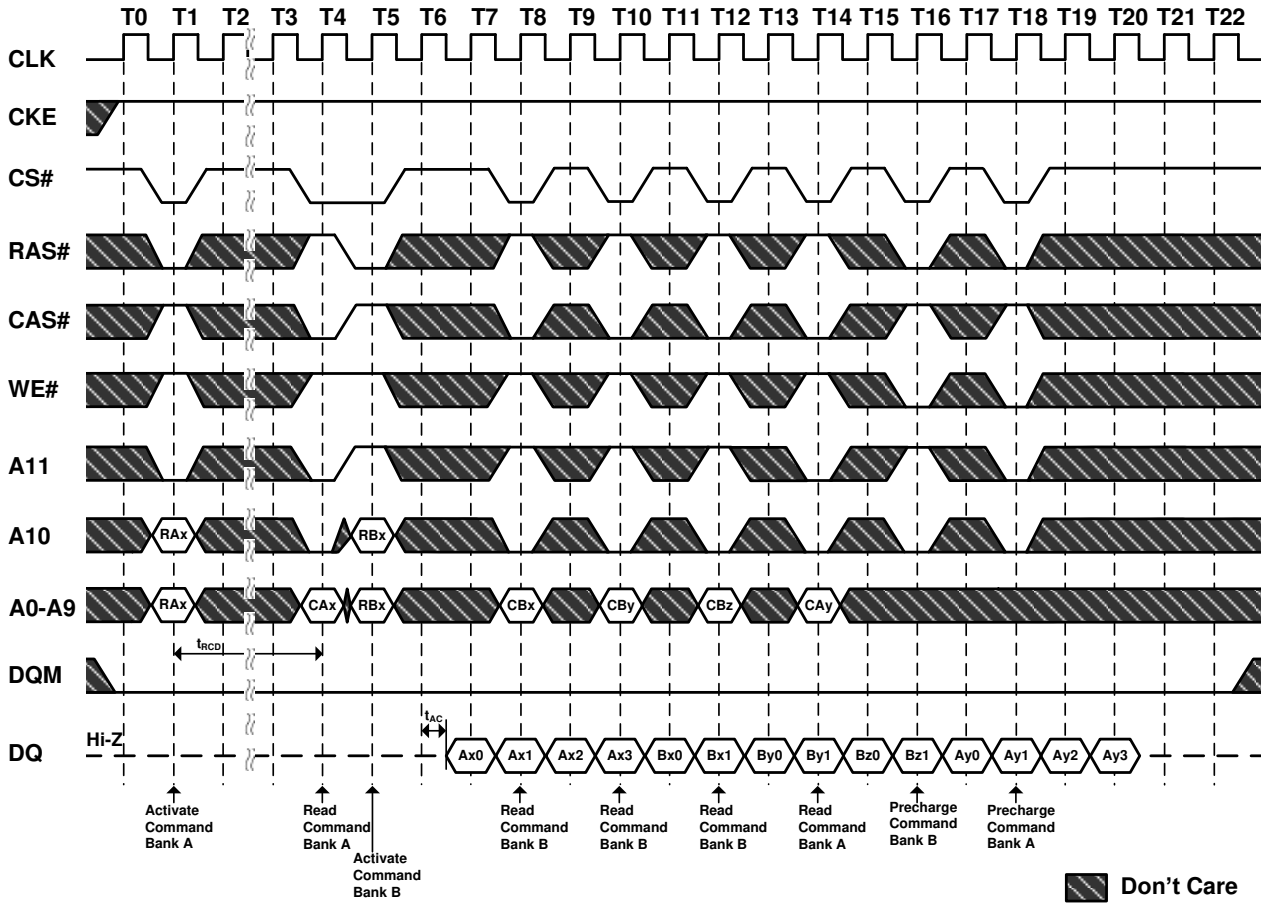 T0 T1 T2 T3 T4 T5 T6 T7 T8 T9 T10 T11 T12 T13 T14 T15 T16 T17 T18 T19 T20 T21 T22
CLK
CKE
CS#
RAS#
CAS#
WE#
A11
A10 RAx RBx
A0-A9 RAx CAx RBx CBx CBy CBz CAy
tRCD
DQM
tAC
Hi-Z
DQ Ax0 Ax1 Ax2 Ax3 Bx0 Bx1 By0 By1 Bz0 Bz1 Ay0 Ay1 Ay2 Ay3
Activate
Command
Bank A
Read
Command
Bank A
Activate
Command
Bank B
Read
Command
Bank B
Read
Command
Bank B
Read
Command
Bank B
Read
Command
Bank A
Precharge
Command
Bank B
Precharge
Command
Bank A
Don't Care